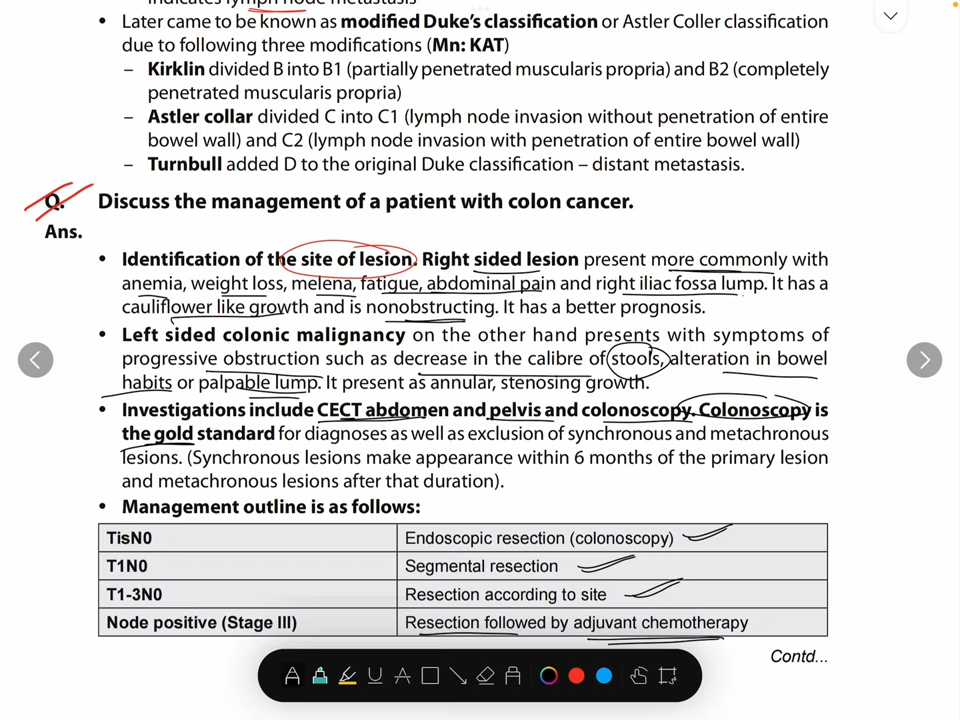 indicates lymph node metastasis
• Later came to be known as modified Duke's classification or Astler Coller classification
due to following three modifications (Mn: KAT)
– Kirklin divided B into B1 (partially penetrated muscularis propria) and B2 (completely
penetrated muscularis propria)
– Astler collar divided C into C1 (lymph node invasion without penetration of entire
bowel wall) and C2 (lymph node invasion with penetration of entire bowel wall)
– Turnbull added D to the original Duke classification – distant metastasis.
Q. Discuss the management of a patient with colon cancer.
Ans.
• Identification of the site of lesion. Right sided lesion present more commonly with
anemia, weight loss, melena, fatigue, abdominal pain and right iliac fossa lump. It has a
cauliflower like growth and is nonobstructing. It has a better prognosis.
• Left sided colonic malignancy on the other hand presents with symptoms of
progressive obstruction such as decrease in the calibre of stools, alteration in bowel
habits or palpable lump. It present as annular, stenosing growth.
• Investigations include CECT abdomen and pelvis and colonoscopy. Colonoscopy is
the gold standard for diagnoses as well as exclusion of synchronous and metachronous
lesions. (Synchronous lesions make appearance within 6 months of the primary lesion
and metachronous lesions after that duration).
• Management outline is as follows:
TisN0 Endoscopic resection (colonoscopy)
T1N0 Segmental resection
T1-3N0 Resection according to site
Node positive (Stage III) Resection followed by adjuvant chemotherapy
Contd...